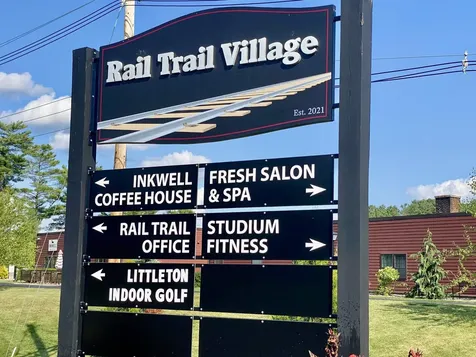 Rail Trail Village
Est. 2021
INKWELL
COFFEE HOUSE
FRESH SALON
& SPA
RAIL TRAIL
OFFICE
STUDIUM
FITNESS
LITTLETON
INDOOR GOLF